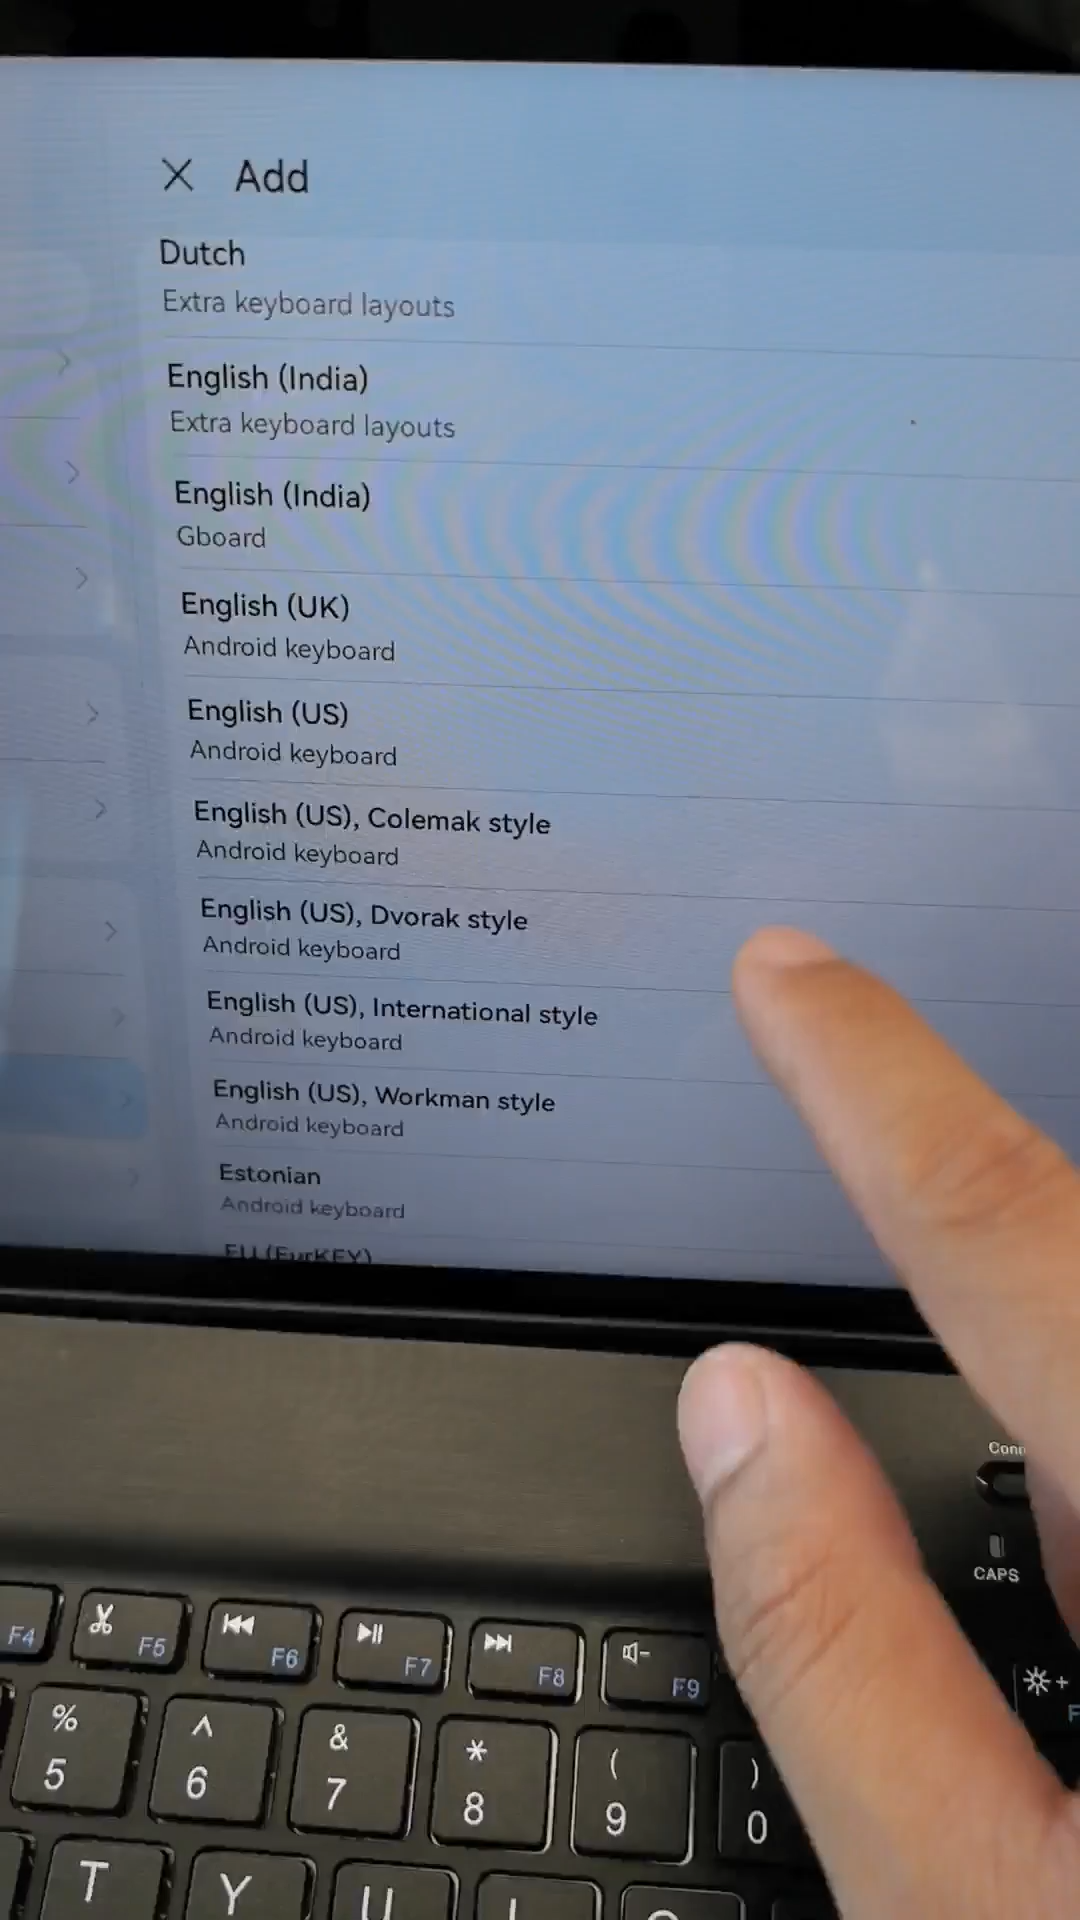 Add
Dutch
Extra keyboard layouts
English (India)
Extra keyboard layouts
English (India)
Gboard
English (UK)
Android keyboard
English (US)
Android keyboard
English (US), Colemak style
Android keyboard
English (US), Dvorak style
Android keyboard
English (US), International style
Android keyboard
English (US), Workman style
Android keyboard
Estonian
Android keyboard
EU (EurKEY)
CAPS
F4 F5 F6 F7 F8 F9
% ^ & * ( )
5 6 7 8 9 0
T Y U